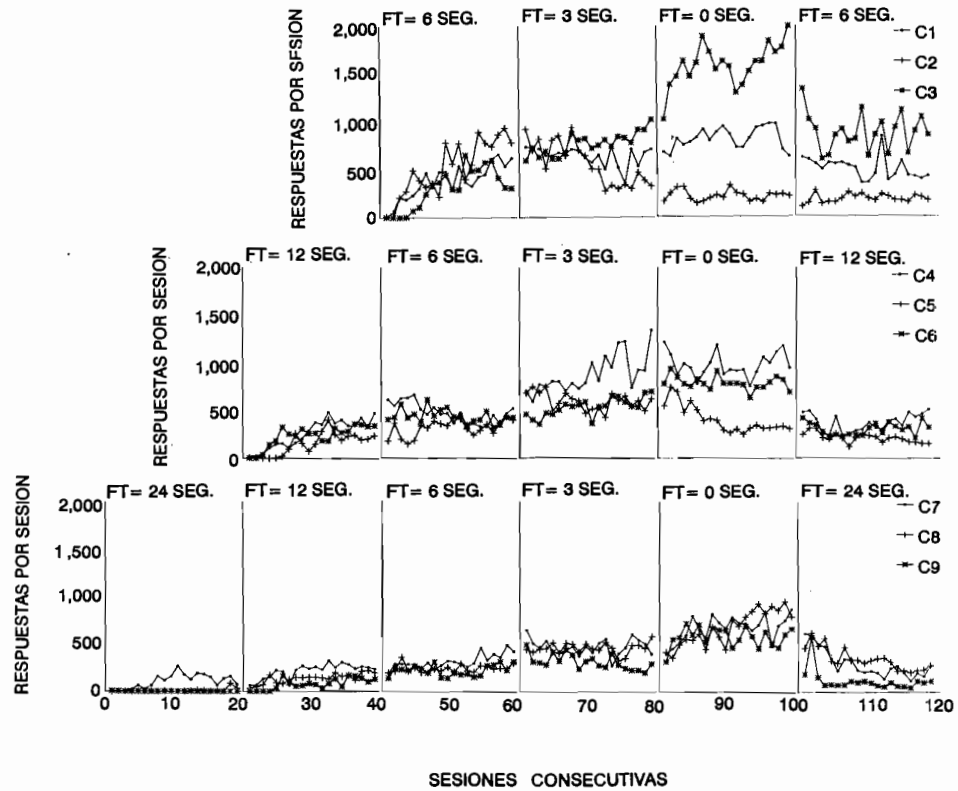 FT= 6 SEG. FT= 3 SEG. FT= 0 SEG. FT= 6 SEG.
RESPUESTAS POR SFSION
2,000
1,500
1,000
500
0
C1
C2
C3
FT= 12 SEG. FT= 6 SEG. FT= 3 SEG. FT= 0 SEG. FT= 12 SEG.
RESPUESTAS POR SESION
2,000
1,500
1,000
500
0
C4
C5
C6
FT= 24 SEG. FT= 12 SEG. FT= 6 SEG. FT= 3 SEG. FT= 0 SEG. FT= 24 SEG.
RESPUESTAS POR SESION
2,000
1,500
1,000
500
0
C7
C8
C9
0 10 20 30 40 50 60 70 80 90 100 110 120
SESIONES CONSECUTIVAS